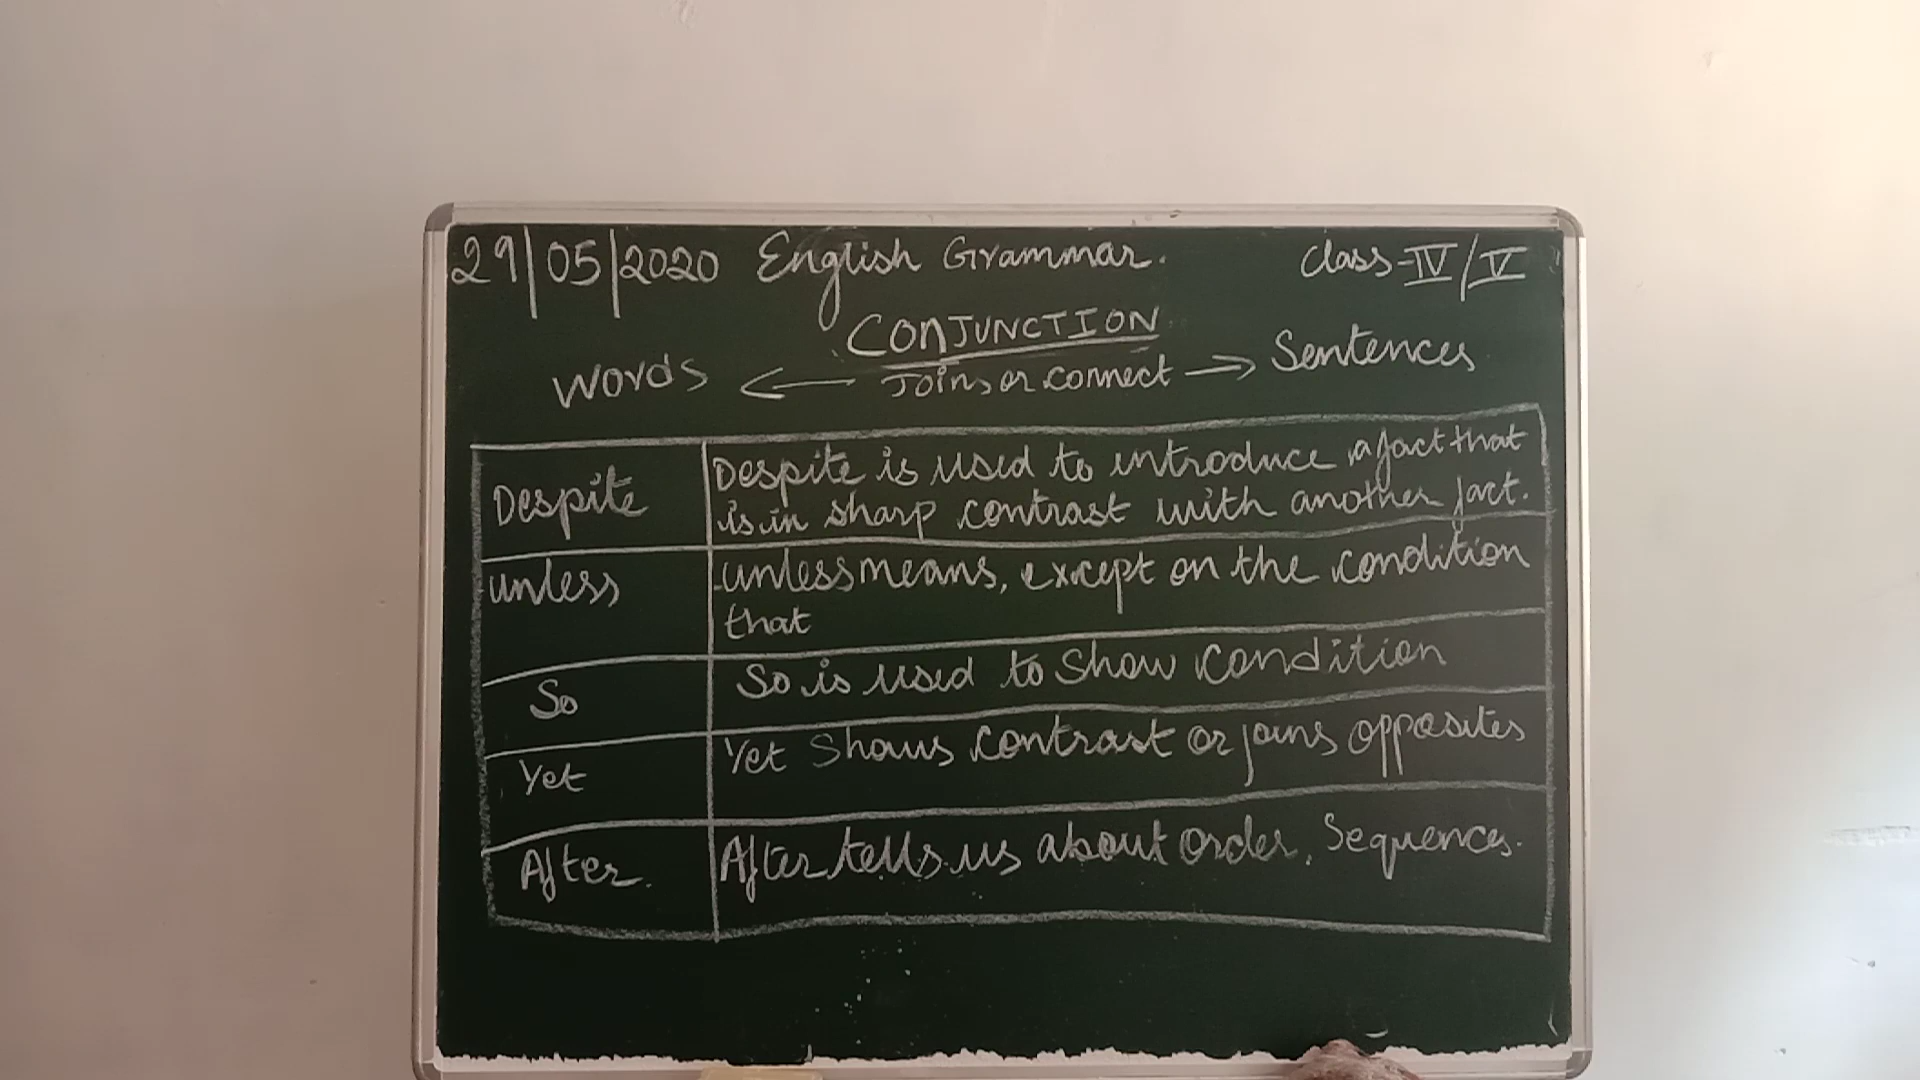 29/05/2020 English Grammar. Class-IV/V
CONJUNCTION
Words ← Joins or connect → Sentences
Despite Despite is used to introduce a fact that
is in sharp contrast with another fact.
unless unless means, except on the condition
that
So So is used to Show condition
Yet Yet Shows contrast or joins opposites
After. After tells us about order, Sequences.